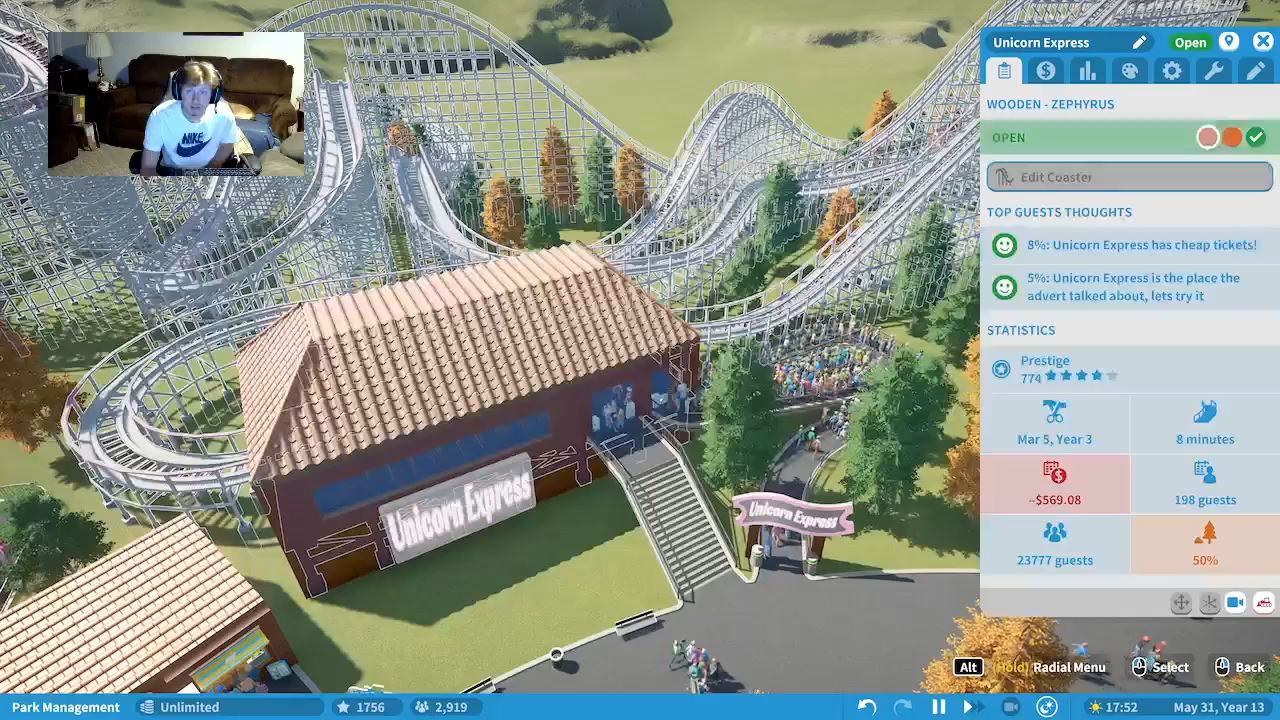 Unicorn Express
Open
WOODEN - ZEPHYRUS
OPEN
Edit Coaster
TOP GUESTS THOUGHTS
8%: Unicorn Express has cheap tickets!
5%: Unicorn Express is the place the
advert talked about, lets try it
STATISTICS
Prestige
774
Mar 5, Year 3
8 minutes
-$569.08
198 guests
23777 guests
50%
NIKE
Unicorn Express
Unicorn Express
Alt (Hold) Radial Menu
Select
Back
Park Management
Unlimited
1756
2,919
17:52
May 31, Year 13